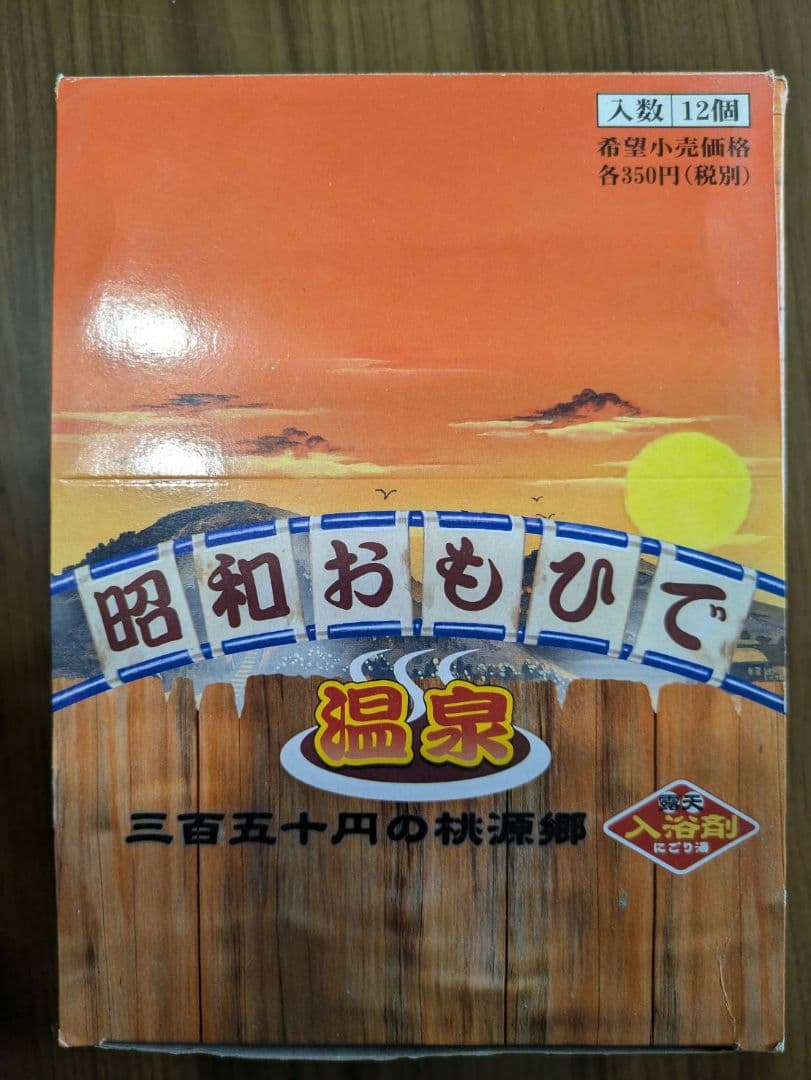 入数 12個
希望小売価格
各350円(税別)
昭和おもひで
温泉
三百五十円の桃源郷
露天
入浴剤
にごり湯